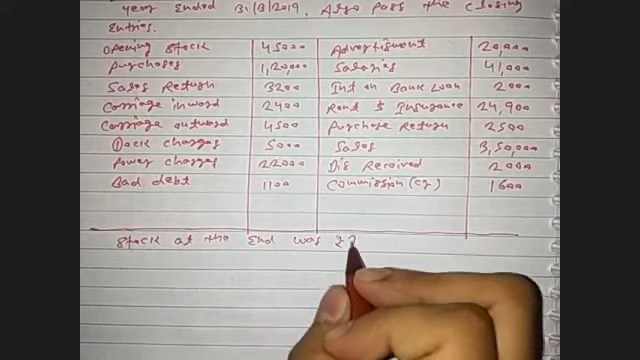 year ended 31/3/2019. Also pass the closing
Entries.
opening stock 45000 Advertisment 20,000
purchases 1,20,000 Salaries 41,000
Sales Return 3200 Int on Bank Loan 2000
Carriage inward 2400 Rent & Insurance 24,900
Carriage outward 4500 purchase Return 2500
Dock charges 5000 Sales 3,50,000
power charges 22000 Dis Received 2000
Bad debt 1100 Commission (cr) 1600
Stock at the End was 2